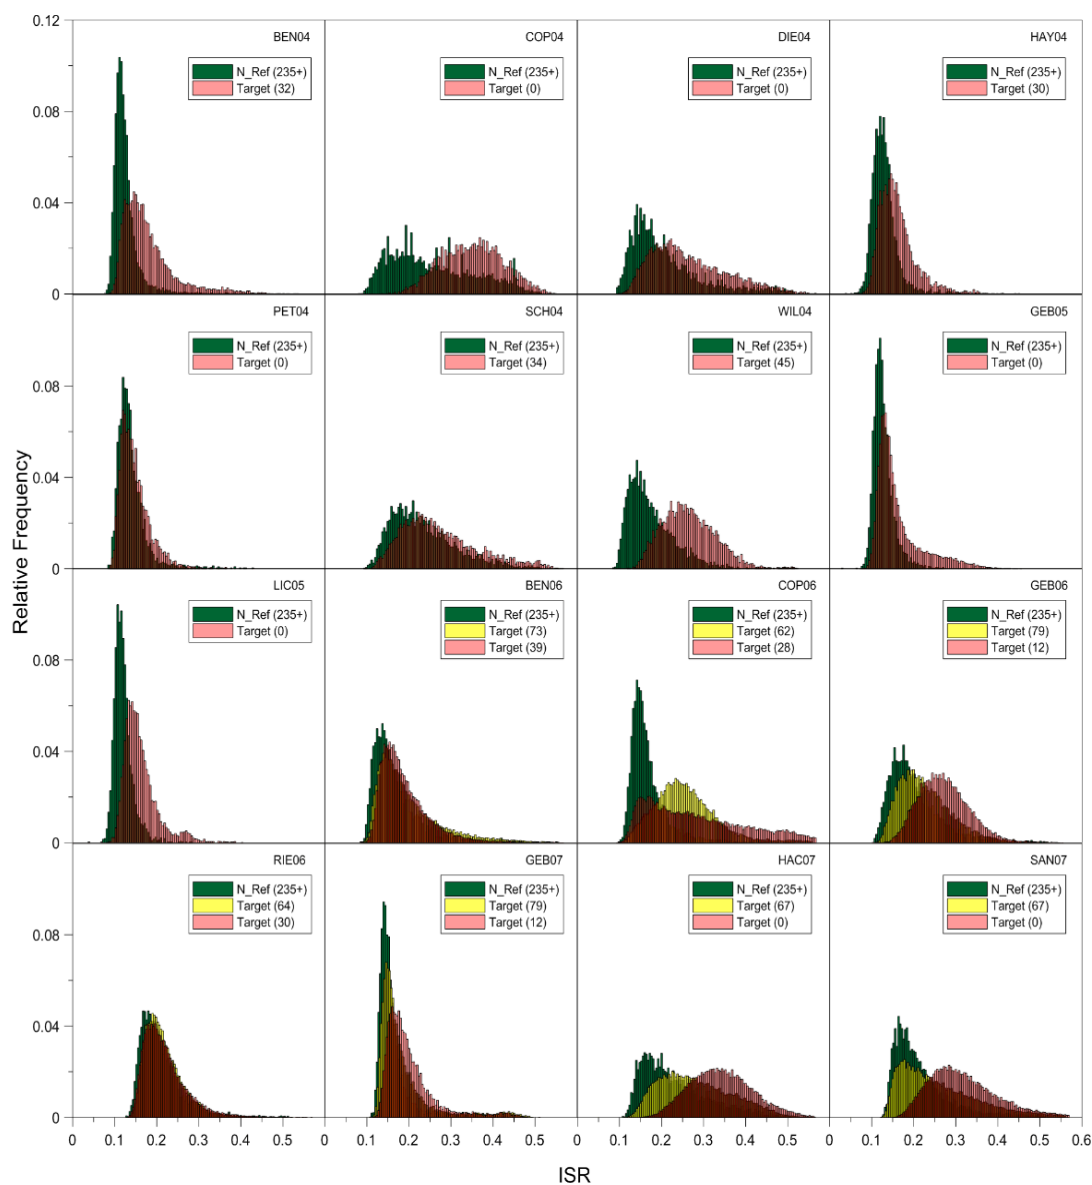 0.12
BEN04
N_Ref (235+)
Target (32)
COP04
N_Ref (235+)
Target (0)
DIE04
N_Ref (235+)
Target (0)
HAY04
N_Ref (235+)
Target (30)
0.08
0.04
0
PET04
N_Ref (235+)
Target (0)
SCH04
N_Ref (235+)
Target (34)
WIL04
N_Ref (235+)
Target (45)
GEB05
N_Ref (235+)
Target (0)
0.08
0.04
0
Relative Frequency
LIC05
N_Ref (235+)
Target (0)
BEN06
N_Ref (235+)
Target (73)
Target (39)
COP06
N_Ref (235+)
Target (62)
Target (28)
GEB06
N_Ref (235+)
Target (79)
Target (12)
0.08
0.04
0
RIE06
N_Ref (235+)
Target (64)
Target (30)
GEB07
N_Ref (235+)
Target (79)
Target (12)
HAC07
N_Ref (235+)
Target (67)
Target (0)
SAN07
N_Ref (235+)
Target (67)
Target (0)
0.08
0.04
0
0 0.1 0.2 0.3 0.4 0.5 0 0.1 0.2 0.3 0.4 0.5 0 0.1 0.2 0.3 0.4 0.5 0 0.1 0.2 0.3 0.4 0.5 0.6
ISR